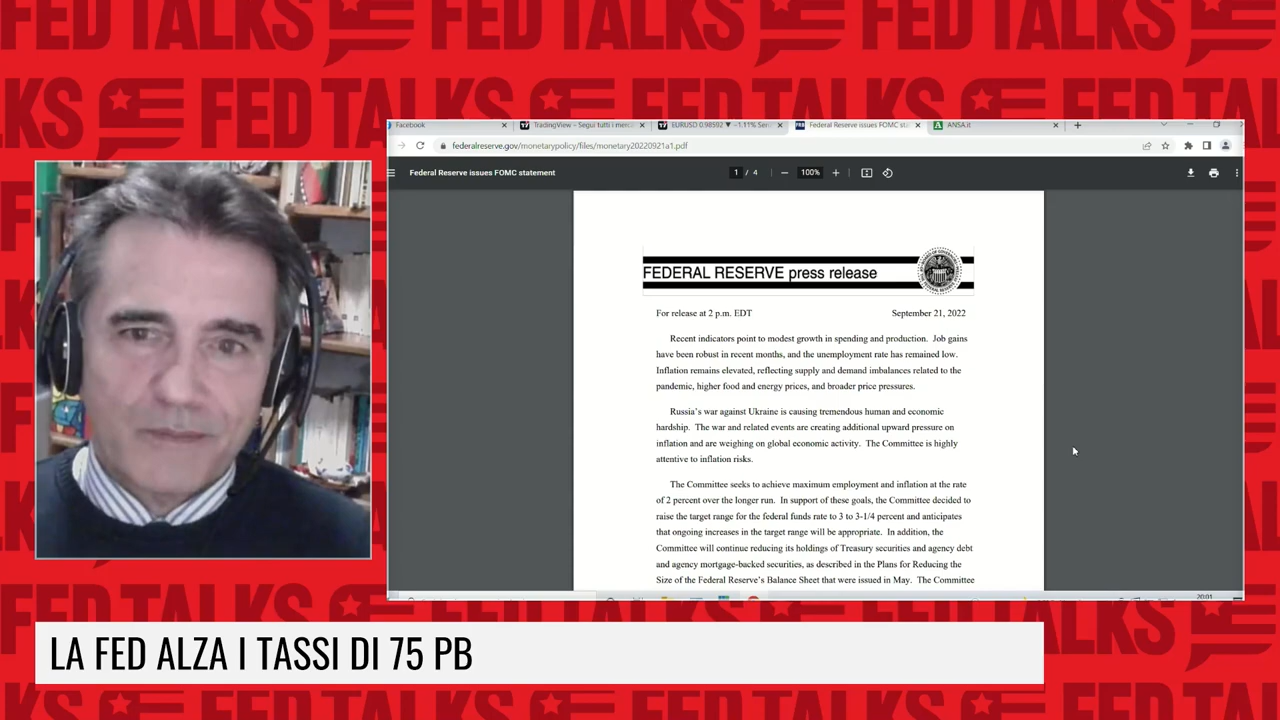 FED TALKS
Facebook
TradingView – Segui tutti i merc
EURUSD 0.98592 ▼ −1.11%
Federal Reserve issues FOMC sta
ANSA.it
federalreserve.gov/monetarypolicy/files/monetary20220921a1.pdf
Federal Reserve issues FOMC statement
1 / 4
100%
FEDERAL RESERVE press release
For release at 2 p.m. EDT
September 21, 2022
Recent indicators point to modest growth in spending and production. Job gains
have been robust in recent months, and the unemployment rate has remained low.
Inflation remains elevated, reflecting supply and demand imbalances related to the
pandemic, higher food and energy prices, and broader price pressures.
Russia's war against Ukraine is causing tremendous human and economic
hardship. The war and related events are creating additional upward pressure on
inflation and are weighing on global economic activity. The Committee is highly
attentive to inflation risks.
The Committee seeks to achieve maximum employment and inflation at the rate
of 2 percent over the longer run. In support of these goals, the Committee decided to
raise the target range for the federal funds rate to 3 to 3-1/4 percent and anticipates
that ongoing increases in the target range will be appropriate. In addition, the
Committee will continue reducing its holdings of Treasury securities and agency debt
and agency mortgage-backed securities, as described in the Plans for Reducing the
Size of the Federal Reserve's Balance Sheet that were issued in May. The Committee
20:01
LA FED ALZA I TASSI DI 75 PB